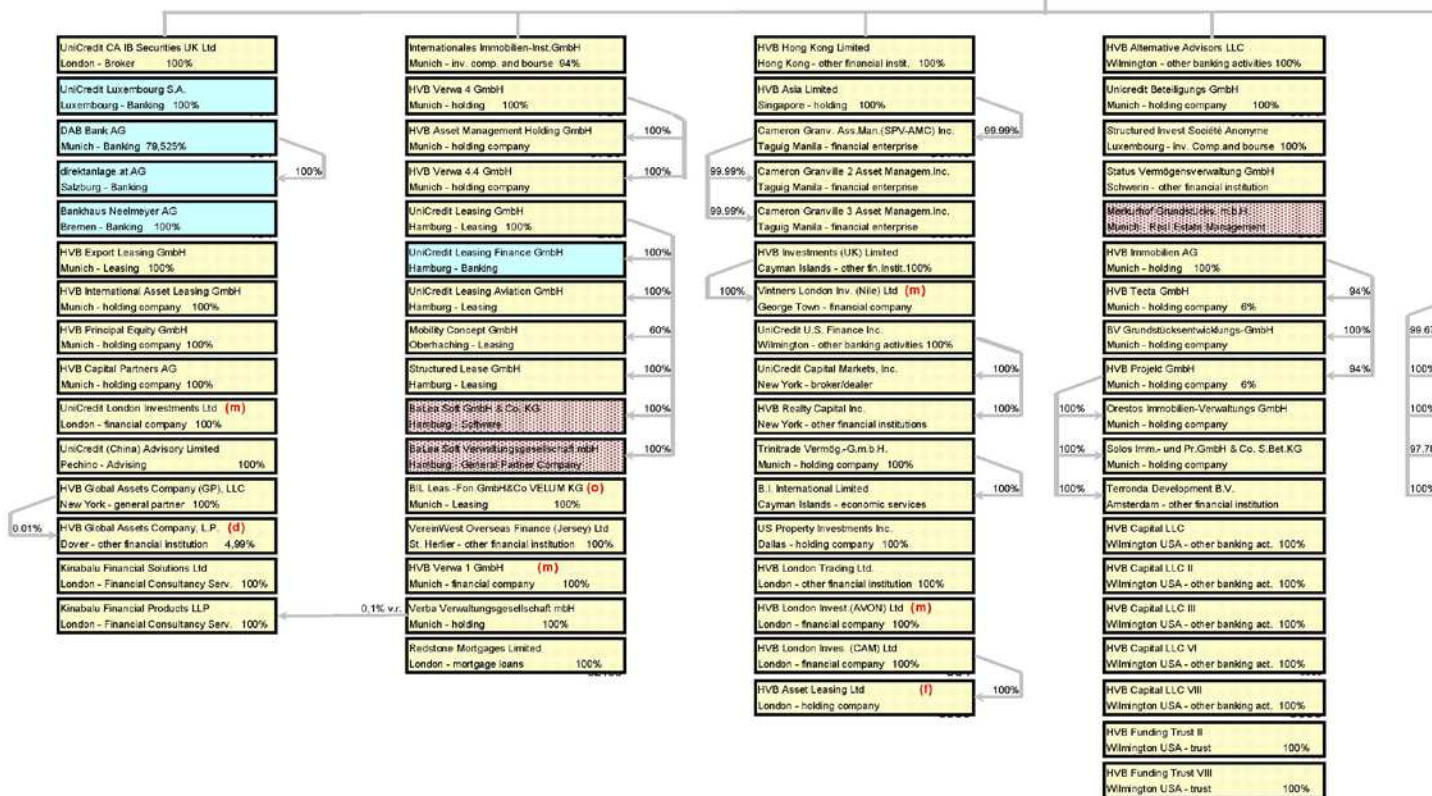 UniCredit CA IB Securities UK Ltd
London - Broker 100%
UniCredit Luxembourg S.A.
Luxembourg - Banking 100%
DAB Bank AG
Munich - Banking 79,525%
100%
direktanlage.at AG
Salzburg - Banking
Bankhaus Neelmeyer AG
Bremen - Banking 100%
HVB Export Leasing GmbH
Munich - Leasing 100%
HVB International Asset Leasing GmbH
Munich - holding company 100%
HVB Principal Equity GmbH
Munich - holding company 100%
HVB Capital Partners AG
Munich - holding company 100%
UniCredit London Investments Ltd (m)
London - financial company 100%
UniCredit (China) Advisory Limited
Pechino - Advising 100%
HVB Global Assets Company (GP), LLC
New York - general partner 100%
0.01%
HVB Global Assets Company, L.P. (d)
Dover - other financial institution 4,99%
Kinabalu Financial Solutions Ltd
London - Financial Consultancy Serv. 100%
Kinabalu Financial Products LLP
London - Financial Consultancy Serv. 100%
Internationales Immobilien-Inst.GmbH
Munich - inv. comp. and bourse 94%
HVB Verwa 4 GmbH
Munich - holding 100%
HVB Asset Management Holding GmbH
Munich - holding company
100%
HVB Verwa 4.4 GmbH
Munich - holding company
100%
UniCredit Leasing GmbH
Hamburg - Leasing 100%
UniCredit Leasing Finance GmbH
Hamburg - Banking
100%
UniCredit Leasing Aviation GmbH
Hamburg - Leasing
100%
Mobility Concept GmbH
Oberhaching - Leasing
60%
Structured Lease GmbH
Hamburg - Leasing
100%
BaLea Soft GmbH & Co. KG
Hamburg - Software
100%
BaLea Soft Verwaltungsgesellschaft mbH
Hamburg - General Partner Company
100%
BIL Leas.-Fon GmbH&Co VELUM KG (o)
Munich - Leasing 100%
VereinWest Overseas Finance (Jersey) Ltd
St. Herlier - other financial institution 100%
HVB Verwa 1 GmbH (m)
Munich - financial company 100%
0,1% v.r.
Verba Verwaltungsgesellschaft mbH
Munich - holding 100%
Redstone Mortgages Limited
London - mortgage loans 100%
HVB Hong Kong Limited
Hong Kong - other financial instit. 100%
HVB Asia Limited
Singapore - holding 100%
Cameron Granv. Ass.Man.(SPV-AMC) Inc.
Taguig Manila - financial enterprise
99.99%
99.99%
Cameron Granville 2 Asset Managem.Inc.
Taguig Manila - financial enterprise
99.99%
Cameron Granville 3 Asset Managem.Inc.
Taguig Manila - financial enterprise
HVB Investments (UK) Limited
Cayman Islands - other fin.Instit.100%
100%
Vintners London Inv. (Nile) Ltd (m)
George Town - financial company
UniCredit U.S. Finance Inc.
Wilmington - other banking activities 100%
UniCredit Capital Markets, Inc.
New York - broker/dealer
100%
HVB Realty Capital Inc.
New York - other financial institutions
100%
Trinitrade Vermög.-G.m.b.H.
Munich - holding company 100%
B.I. International Limited
Cayman Islands - economic services
100%
US Property Investments Inc.
Dallas - holding company 100%
HVB London Trading Ltd.
London - other financial institution 100%
HVB London Invest.(AVON) Ltd (m)
London - financial company 100%
HVB London Inves. (CAM) Ltd
London - financial company 100%
HVB Asset Leasing Ltd (f)
London - holding company
100%
HVB Alternative Advisors LLC
Wilmington - other banking activities 100%
Unicredit Beteiligungs GmbH
Munich - holding company 100%
Structured Invest Société Anonyme
Luxembourg - inv. Comp.and bourse 100%
Status Vermögensverwaltung GmbH
Schwerin - other financial institution
Merkurhof Grundstücks. m.b.H.
Munich - Real Estate Management
HVB Immobilien AG
Munich - holding 100%
HVB Tecta GmbH
Munich - holding company 6%
94%
BV Grundstücksentwicklungs-GmbH
Munich - holding company
100%
HVB Projekt GmbH
Munich - holding company 6%
94%
100%
Orestos Immobilien-Verwaltungs GmbH
Munich - holding company
100%
Solos Imm.- und Pr.GmbH & Co. S.Bet.KG
Munich - holding company
100%
Terronda Development B.V.
Amsterdam - other financial institution
HVB Capital LLC
Wilmington USA - other banking act. 100%
HVB Capital LLC II
Wilmington USA - other banking act. 100%
HVB Capital LLC III
Wilmington USA - other banking act. 100%
HVB Capital LLC VI
Wilmington USA - other banking act. 100%
HVB Capital LLC VIII
Wilmington USA - other banking act. 100%
HVB Funding Trust II
Wilmington USA - trust 100%
HVB Funding Trust VIII
Wilmington USA - trust 100%
100%
100%
100%